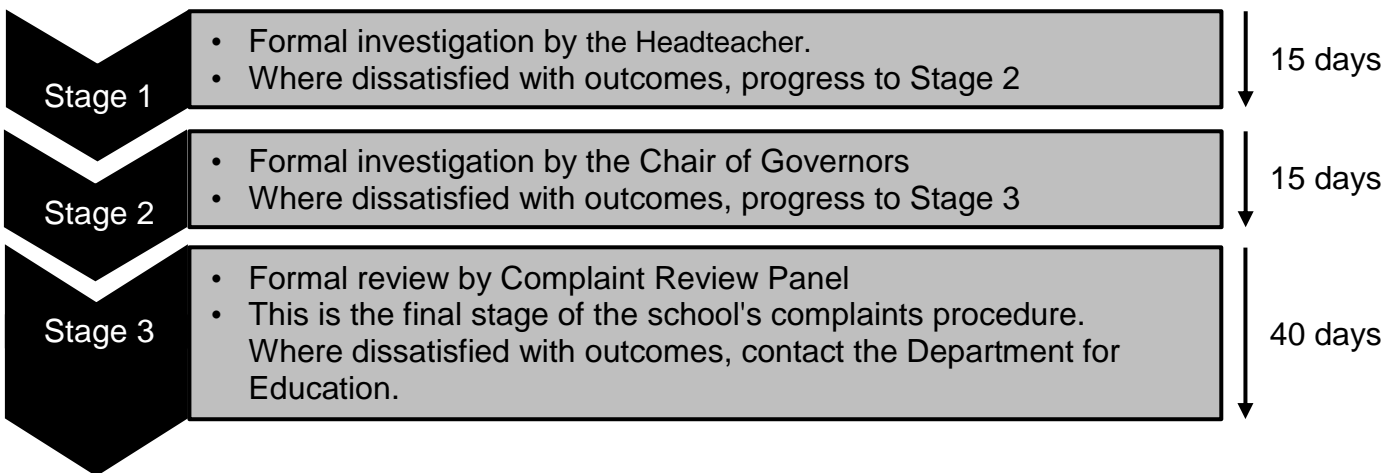 Stage 1
• Formal investigation by the Headteacher.
• Where dissatisfied with outcomes, progress to Stage 2
15 days
Stage 2
• Formal investigation by the Chair of Governors
• Where dissatisfied with outcomes, progress to Stage 3
15 days
Stage 3
• Formal review by Complaint Review Panel
• This is the final stage of the school's complaints procedure.
Where dissatisfied with outcomes, contact the Department for
Education.
40 days